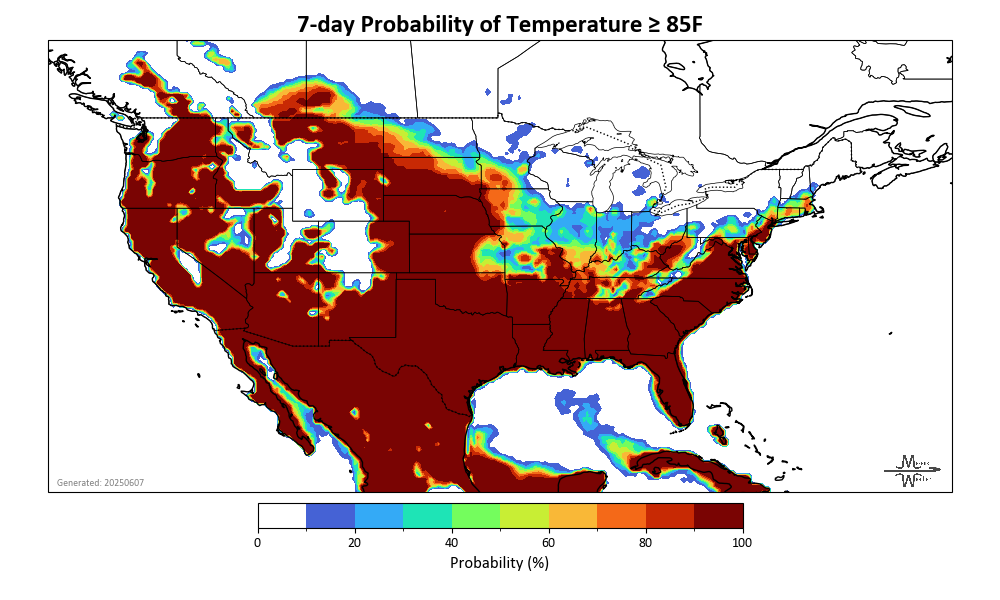 7-day Probability of Temperature ≥ 85F
Generated: 20250607
0 20 40 60 80 100
Probability (%)